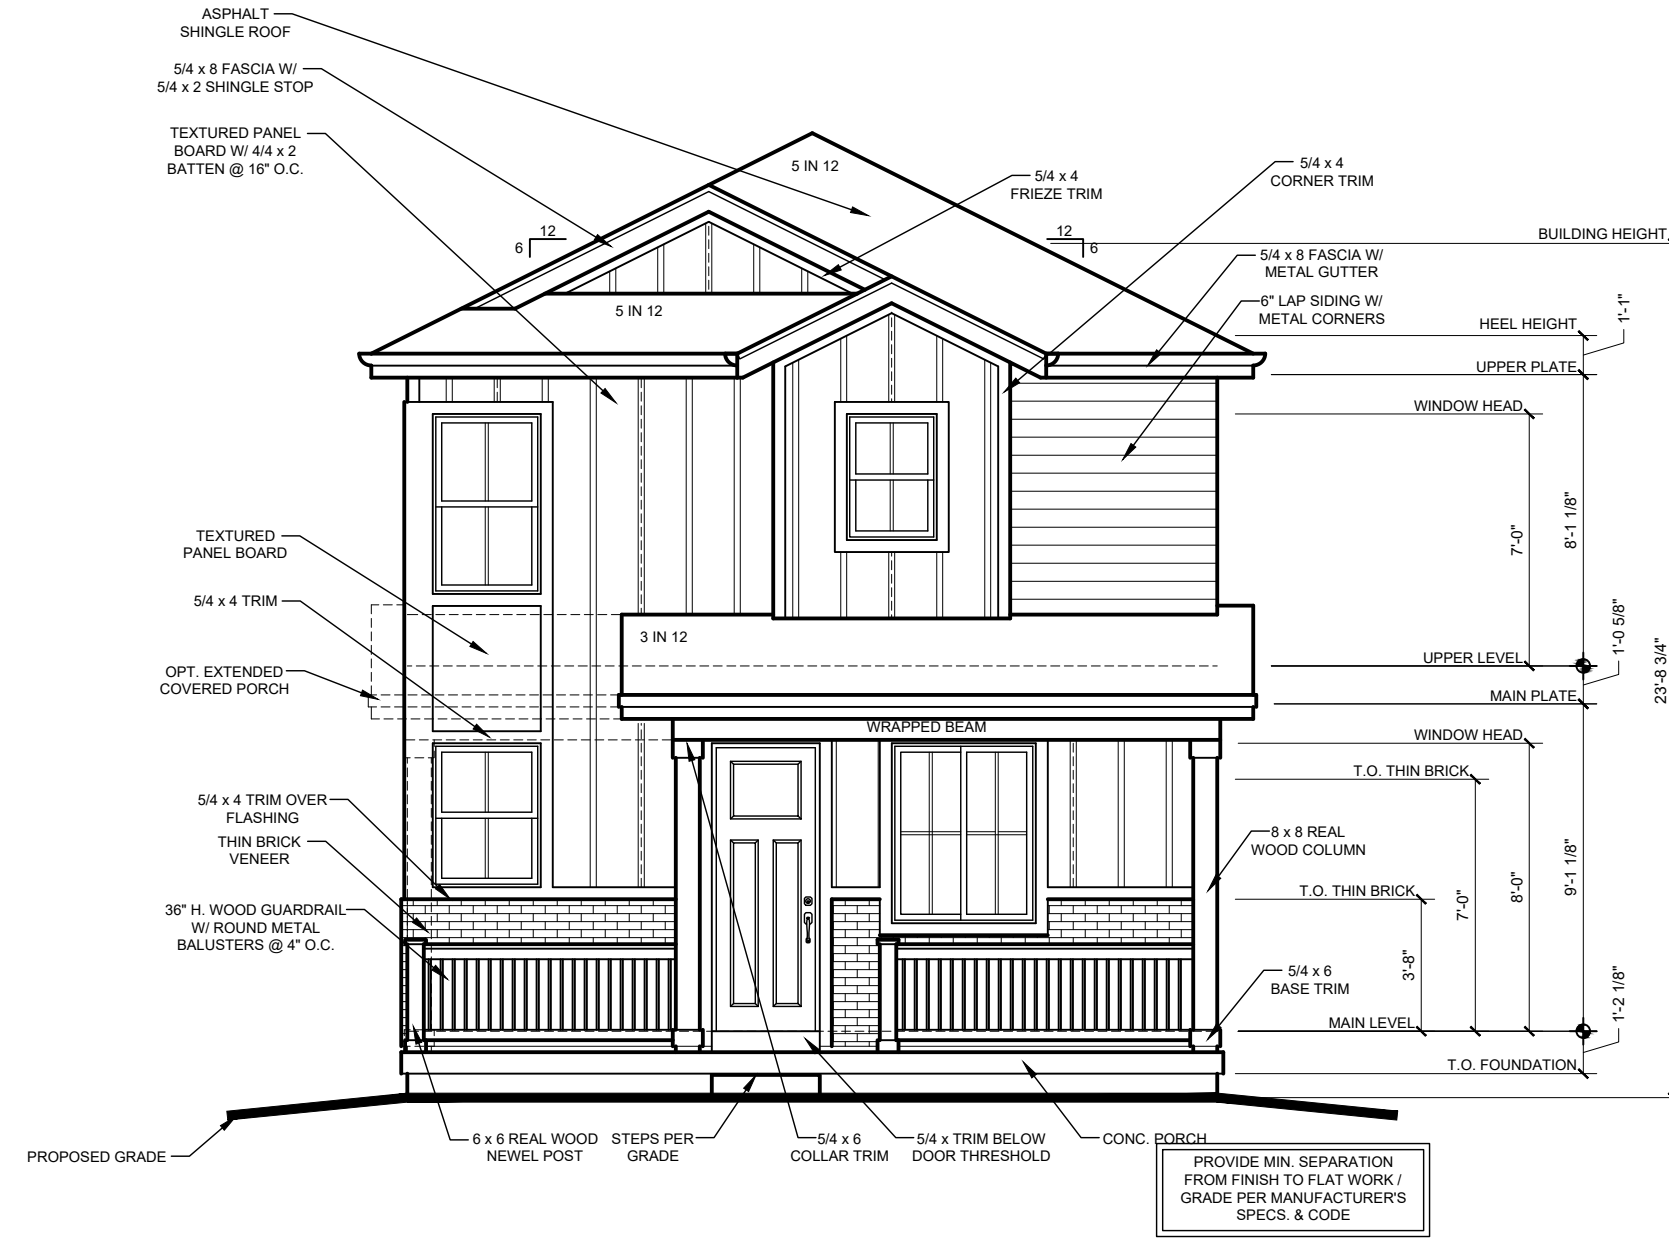 ASPHALT
SHINGLE ROOF
5/4 x 8 FASCIA W/
5/4 x 2 SHINGLE STOP
TEXTURED PANEL
BOARD W/ 4/4 x 2
BATTEN @ 16" O.C.
5 IN 12
5/4 x 4
FRIEZE TRIM
5/4 x 4
CORNER TRIM
12
6
12
6
BUILDING HEIGHT
5/4 x 8 FASCIA W/
METAL GUTTER
6" LAP SIDING W/
METAL CORNERS
5 IN 12
HEEL HEIGHT
1'-1"
UPPER PLATE
WINDOW HEAD
7'-0"
8'-1 1/8"
TEXTURED
PANEL BOARD
5/4 x 4 TRIM
OPT. EXTENDED
COVERED PORCH
3 IN 12
UPPER LEVEL
1'-0 5/8"
23'-8 3/4"
MAIN PLATE
WRAPPED BEAM
WINDOW HEAD
T.O. THIN BRICK
5/4 x 4 TRIM OVER
FLASHING
THIN BRICK
VENEER
36" H. WOOD GUARDRAIL
W/ ROUND METAL
BALUSTERS @ 4" O.C.
8 x 8 REAL
WOOD COLUMN
T.O. THIN BRICK
3'-8"
7'-0"
8'-0"
9'-1 1/8"
5/4 x 6
BASE TRIM
MAIN LEVEL
1'-2 1/8"
T.O. FOUNDATION
PROPOSED GRADE
6 x 6 REAL WOOD
NEWEL POST
STEPS PER
GRADE
5/4 x 6
COLLAR TRIM
5/4 x TRIM BELOW
DOOR THRESHOLD
CONC. PORCH
PROVIDE MIN. SEPARATION
FROM FINISH TO FLAT WORK /
GRADE PER MANUFACTURER'S
SPECS. & CODE